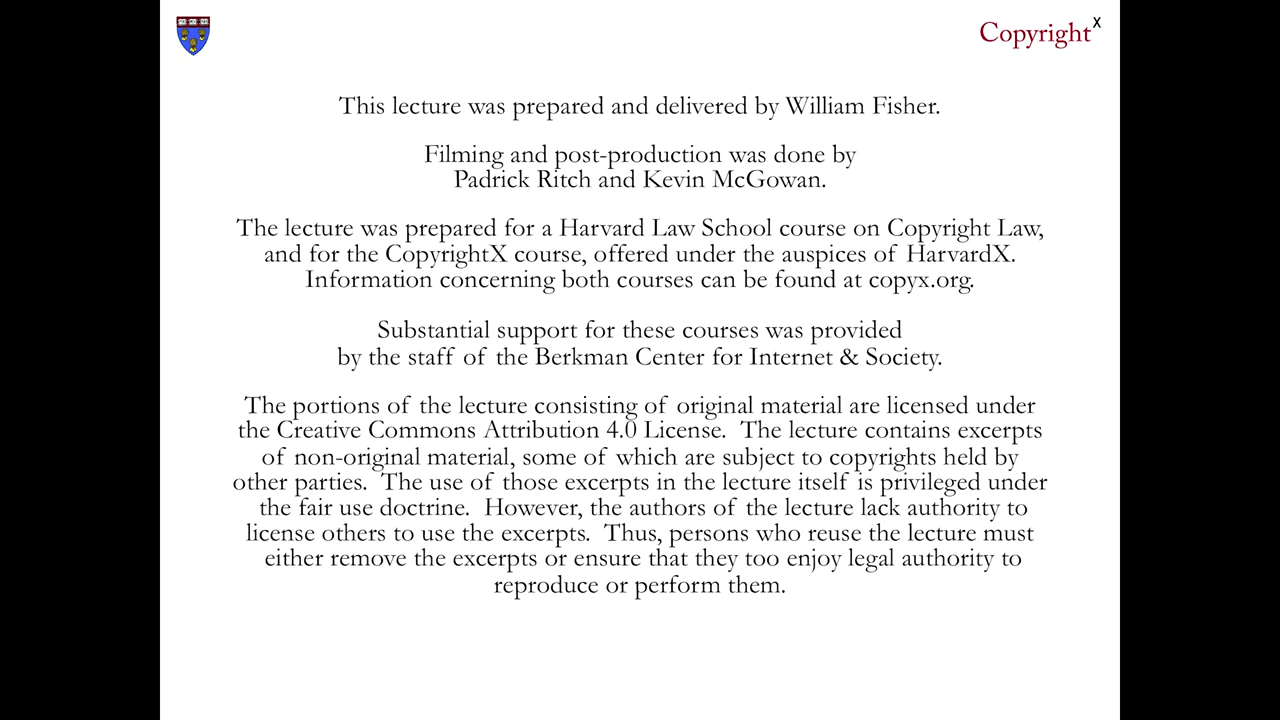 Copyright X
This lecture was prepared and delivered by William Fisher.
Filming and post-production was done by
Padrick Ritch and Kevin McGowan.
The lecture was prepared for a Harvard Law School course on Copyright Law,
and for the CopyrightX course, offered under the auspices of HarvardX.
Information concerning both courses can be found at copyx.org.
Substantial support for these courses was provided
by the staff of the Berkman Center for Internet & Society.
The portions of the lecture consisting of original material are licensed under
the Creative Commons Attribution 4.0 License. The lecture contains excerpts
of non-original material, some of which are subject to copyrights held by
other parties. The use of those excerpts in the lecture itself is privileged under
the fair use doctrine. However, the authors of the lecture lack authority to
license others to use the excerpts. Thus, persons who reuse the lecture must
either remove the excerpts or ensure that they too enjoy legal authority to
reproduce or perform them.